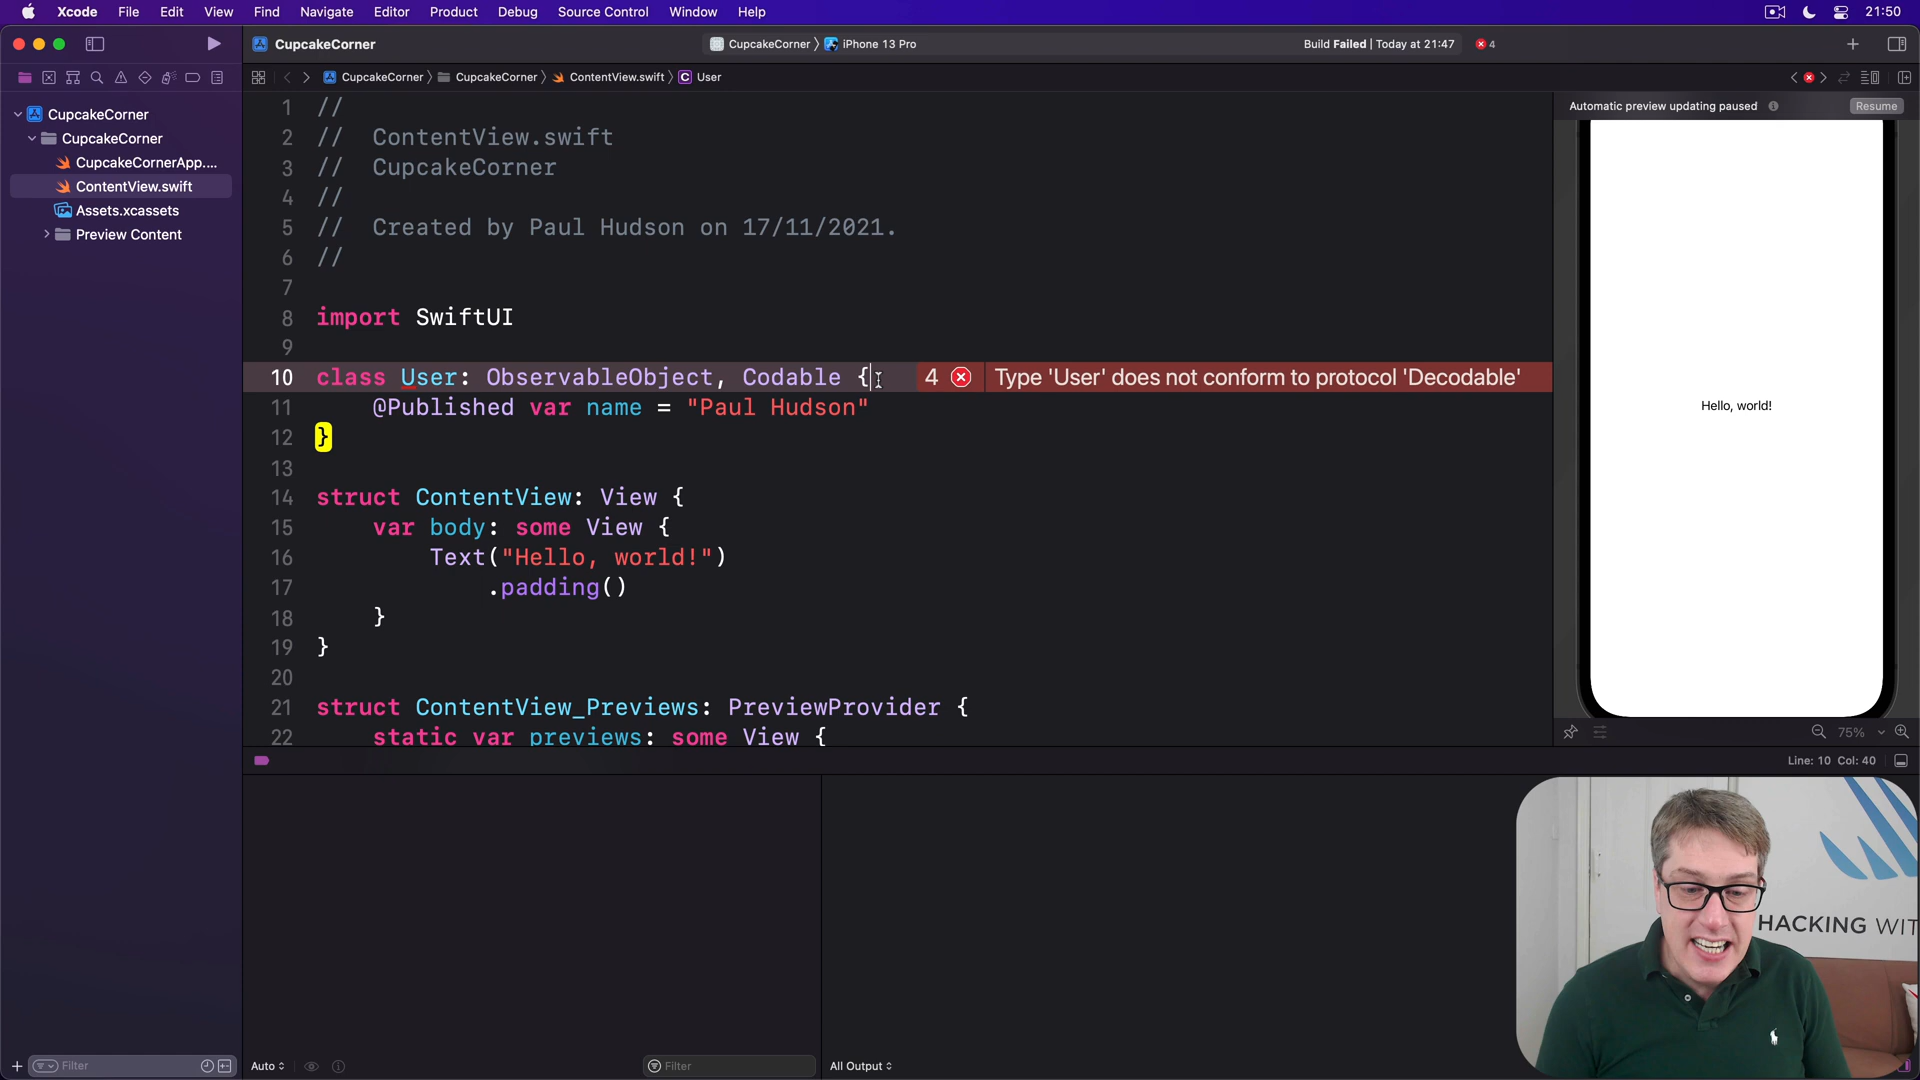 Xcode File Edit View Find Navigate Editor Product Debug Source Control Window Help 21:50
CupcakeCorner CupcakeCorner iPhone 13 Pro Build Failed | Today at 21:47 4
CupcakeCorner CupcakeCorner ContentView.swift User
CupcakeCorner
CupcakeCorner
CupcakeCornerApp....
ContentView.swift
Assets.xcassets
Preview Content
Automatic preview updating paused Resume
1 //
2 // ContentView.swift
3 // CupcakeCorner
4 //
5 // Created by Paul Hudson on 17/11/2021.
6 //
7
8 import SwiftUI
9
10 class User: ObservableObject, Codable { 4 Type 'User' does not conform to protocol 'Decodable'
11 @Published var name = "Paul Hudson"
12 }
13
14 struct ContentView: View {
15 var body: some View {
16 Text("Hello, world!")
17 .padding()
18 }
19 }
20
21 struct ContentView_Previews: PreviewProvider {
22 static var previews: some View {
Hello, world!
75%
Line: 10 Col: 40
HACKING WIT
Filter
Auto
Filter
All Output